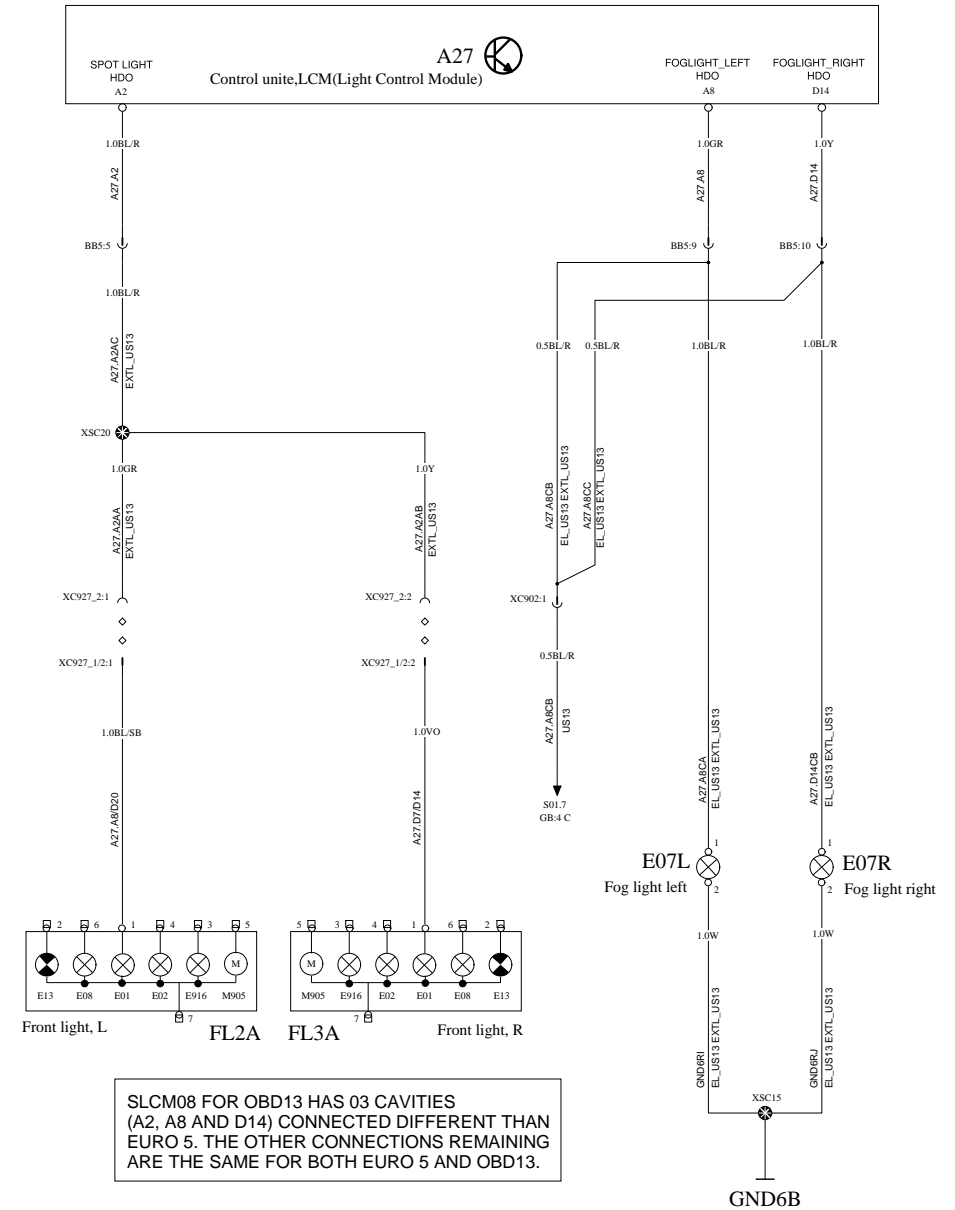 A27
Control unite,LCM(Light Control Module)
SPOT LIGHT
HDO
A2
FOGLIGHT_LEFT
HDO
A8
FOGLIGHT_RIGHT
HDO
D14
1.0BL/R
1.0GR
1.0Y
A27.A2
A27.A8
A27.D14
BB5:5
BB5:9
BB5:10
1.0BL/R
0.5BL/R
0.5BL/R
1.0BL/R
1.0BL/R
A27.A2AC
EXTL_US13
XSC20
1.0GR
1.0Y
A27.A2AA
EXTL_US13
A27.A2AB
EXTL_US13
A27.A8CB
EL_US13 EXTL_US13
A27.A8CC
EL_US13 EXTL_US13
XC927_2:1
XC927_2:2
XC902:1
XC927_1/2:1
XC927_1/2:2
0.5BL/R
1.0BL/SB
1.0VO
A27.A8CB
US13
A27.A8CA
EL_US13 EXTL_US13
A27.D14CB
EL_US13 EXTL_US13
S01.7
GB:4 C
A27.A8/D20
A27.D7/D14
1
1
E07L
Fog light left
E07R
Fog light right
2
2
2 6 1 4 3 5
5 3 4 1 6 2
1.0W
1.0W
M
M
E13 E08 E01 E02 E916 M905
M905 E916 E02 E01 E08 E13
7
7
Front light, L
FL2A
FL3A
Front light, R
GND6RI
EL_US13 EXTL_US13
GND6RJ
EL_US13 EXTL_US13
XSC15
GND6B
SLCM08 FOR OBD13 HAS 03 CAVITIES
(A2, A8 AND D14) CONNECTED DIFFERENT THAN
EURO 5. THE OTHER CONNECTIONS REMAINING
ARE THE SAME FOR BOTH EURO 5 AND OBD13.